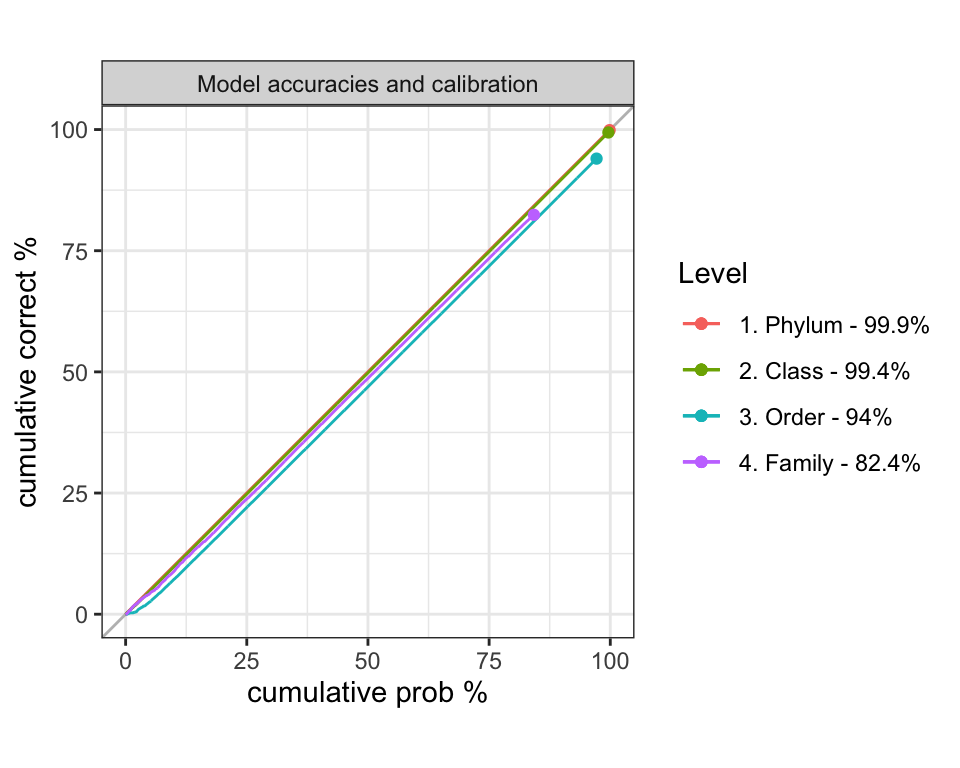 Model accuracies and calibration
100
75
50
25
0
cumulative correct %
0 25 50 75 100
cumulative prob %
Level
1. Phylum - 99.9%
2. Class - 99.4%
3. Order - 94%
4. Family - 82.4%